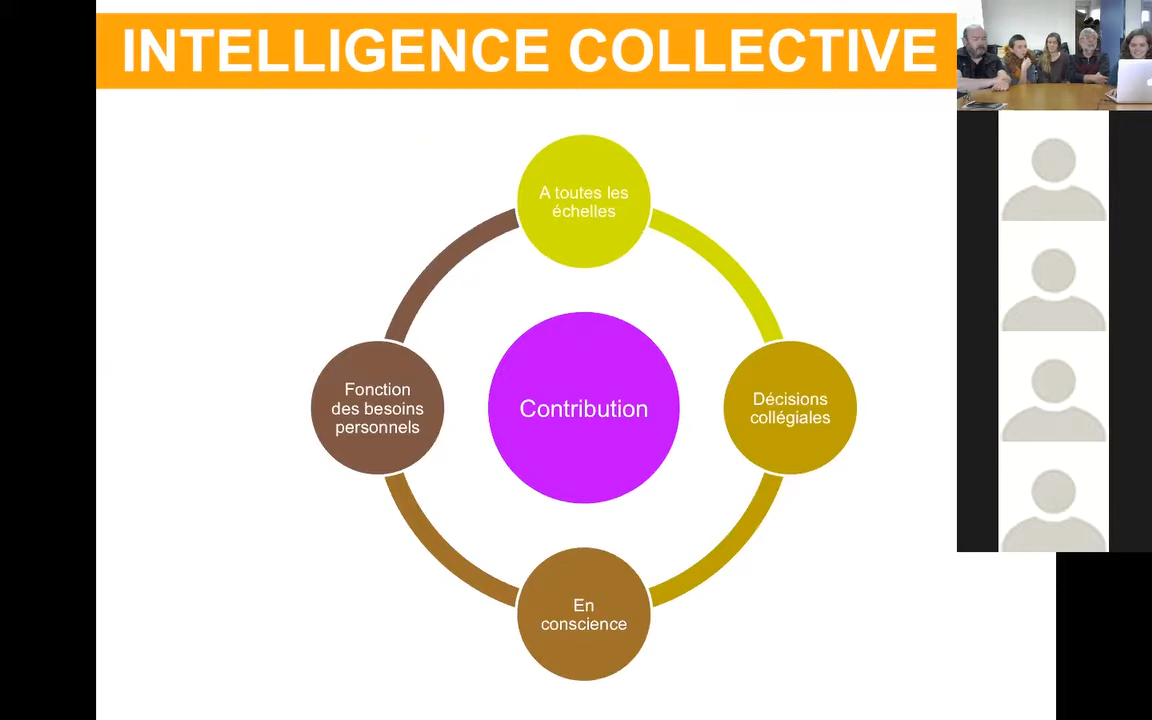 INTELLIGENCE COLLECTIVE
A toutes les
échelles
Fonction
des besoins
personnels
Contribution
Décisions
collégiales
En
conscience